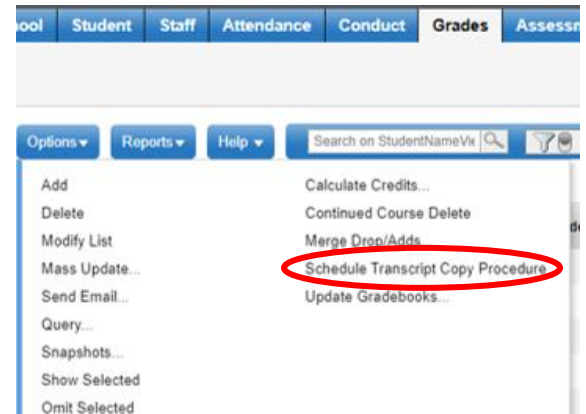 ool Student Staff Attendance Conduct Grades Assessm
Options Reports Help Search on StudentNameVie
Add
Delete
Modify List
Mass Update...
Send Email...
Query...
Snapshots...
Show Selected
Omit Selected
Calculate Credits...
Continued Course Delete
Merge Drop/Adds
Schedule Transcript Copy Procedure
Update Gradebooks...